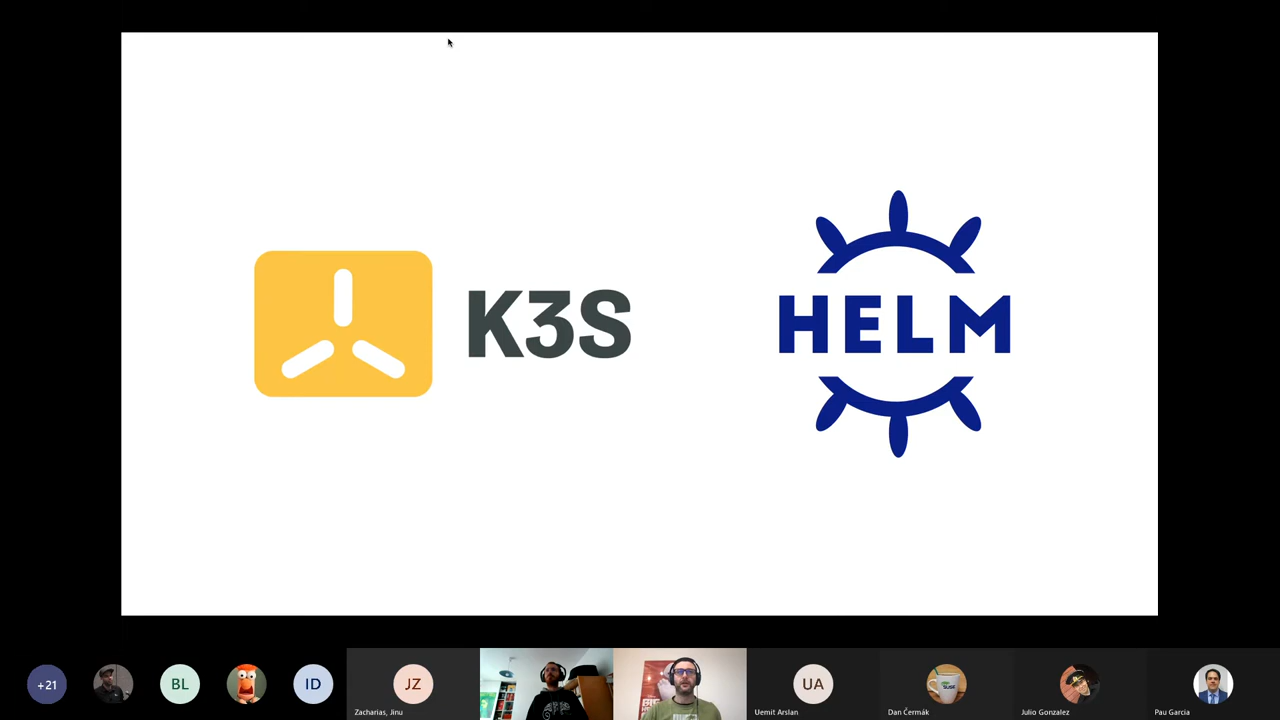 K3S
HELM
+21
BL
ID
JZ
Zacharias, Jinu
UA
Uemit Arslan
Dan Čermák
Julio Gonzalez
Pau Garcia